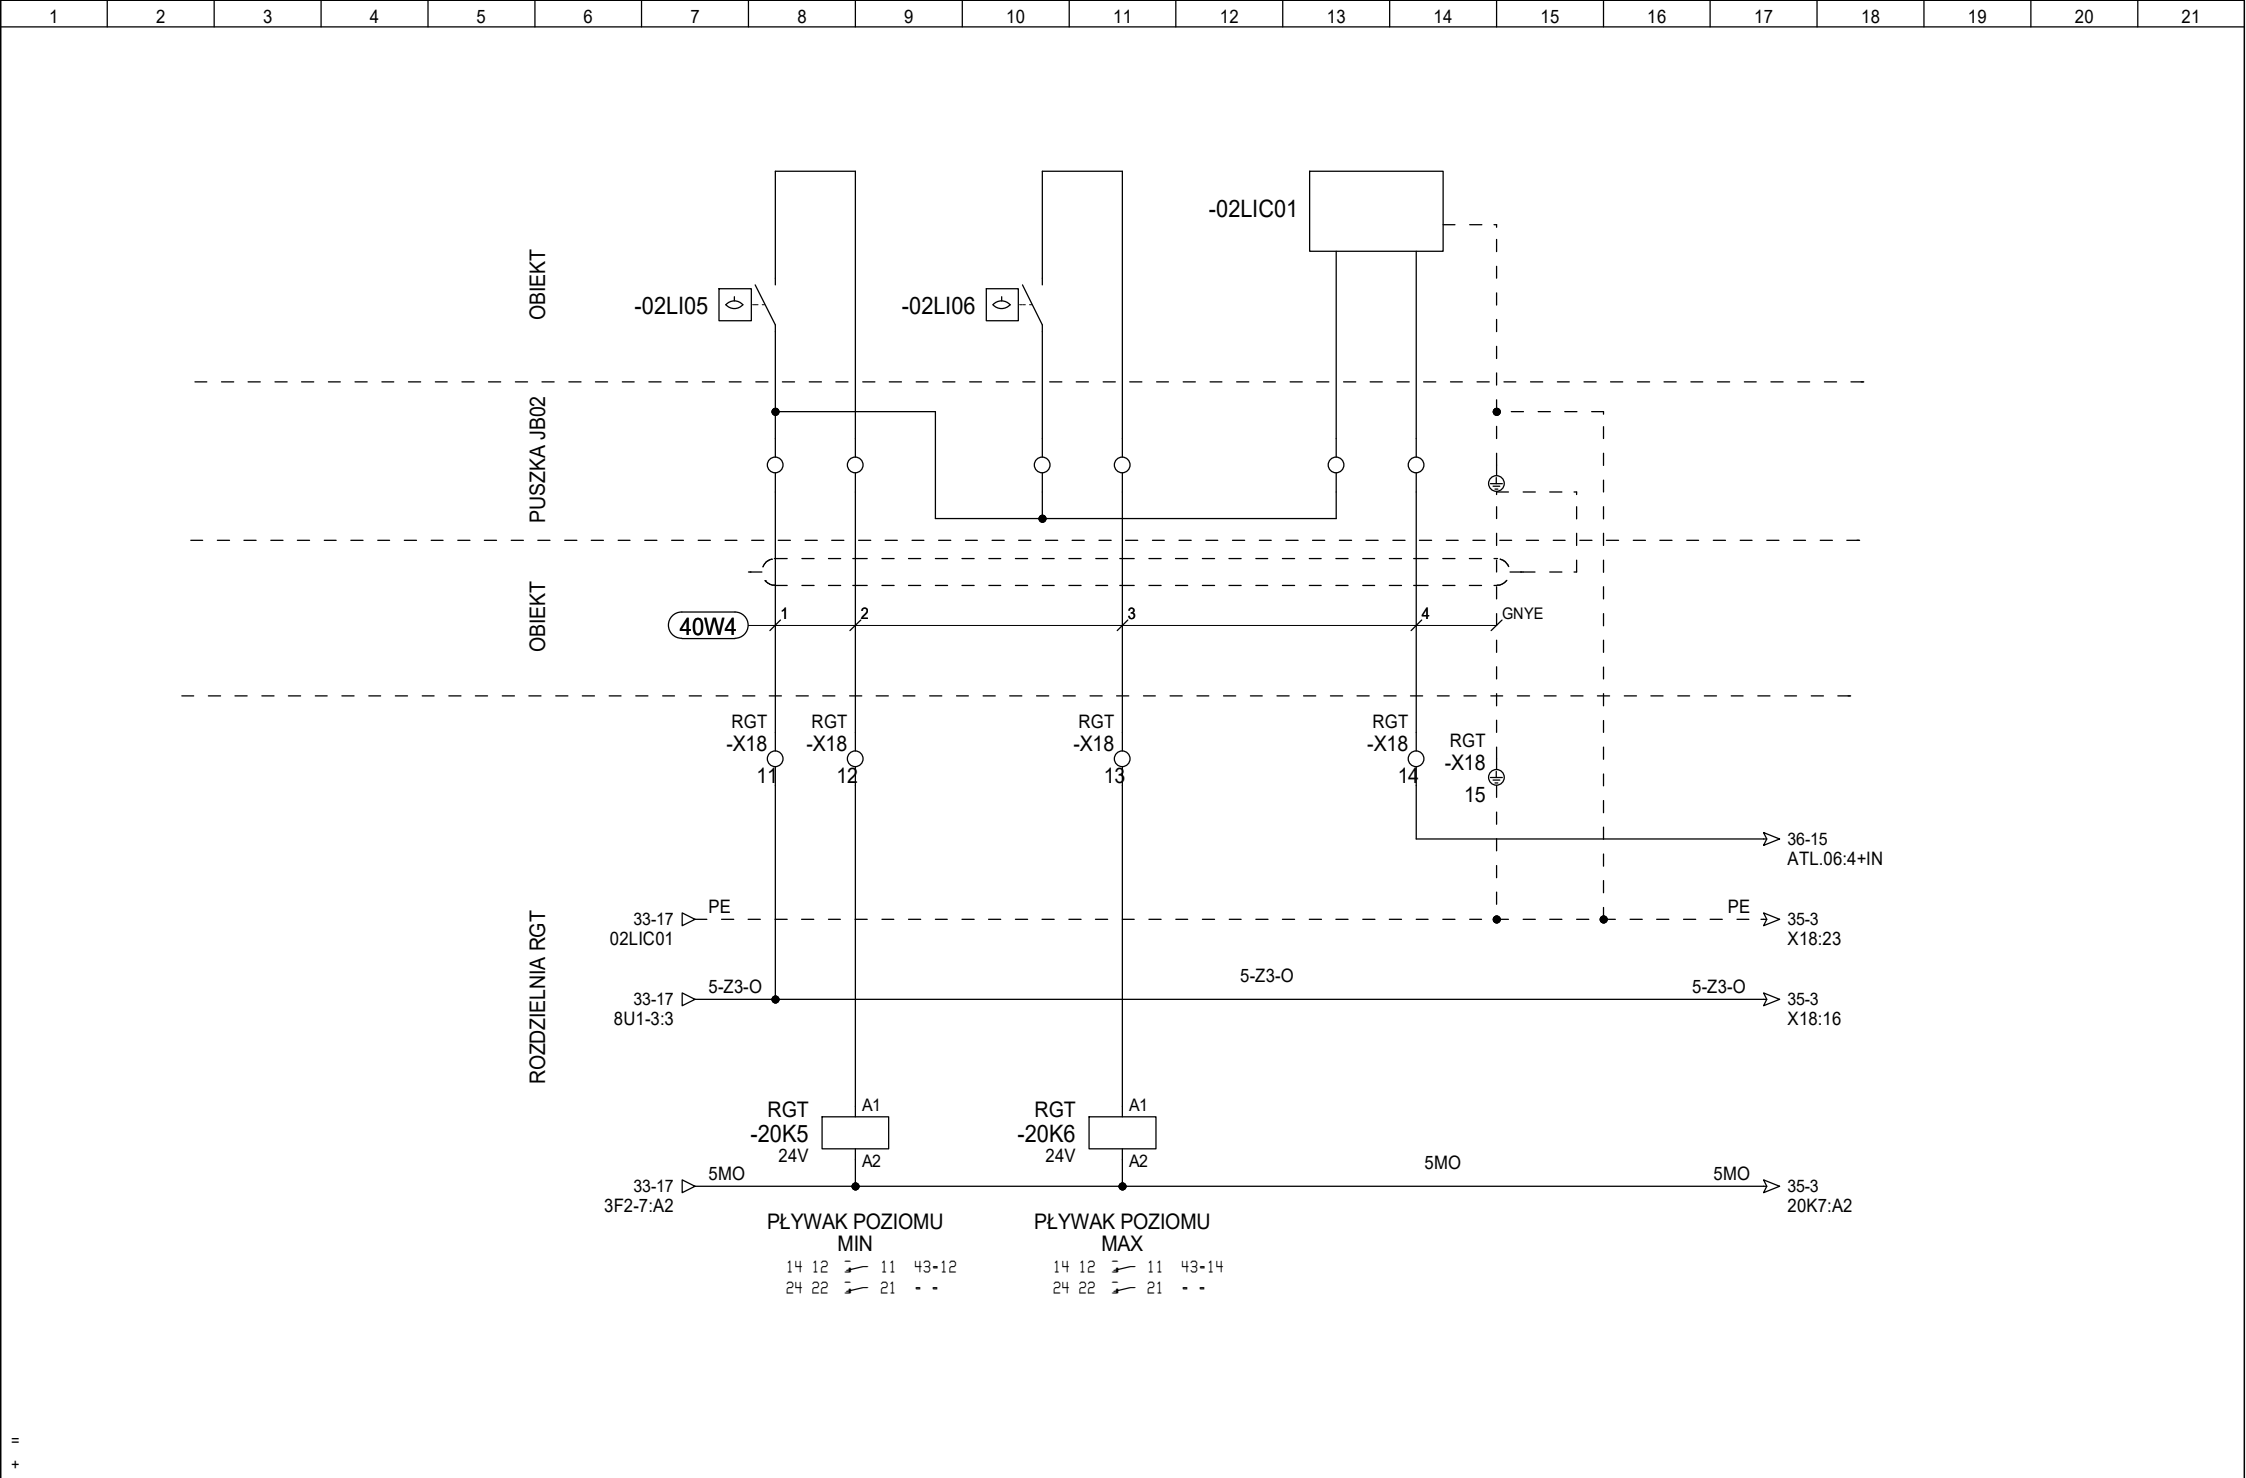 1 2 3 4 5 6 7 8 9 10 11 12 13 14 15 16 17 18 19 20 21
-02LIC01
OBIEKT
-02LI05
-02LI06
PUSZKA JB02
OBIEKT
40W4
1
2
3
4
GNYE
RGT
-X18
11
RGT
-X18
12
RGT
-X18
13
RGT
-X18
14
RGT
-X18
15
36-15
ATL.06:4+IN
ROZDZIELNIA RGT
33-17
02LIC01
PE
PE
35-3
X18:23
33-17
8U1-3:3
5-Z3-O
5-Z3-O
5-Z3-O
35-3
X18:16
RGT
-20K5
24V
A1
A2
RGT
-20K6
24V
A1
A2
33-17
3F2-7:A2
5MO
5MO
5MO
35-3
20K7:A2
PŁYWAK POZIOMU
MIN
14 12 11 43-12
24 22 21 - -
PŁYWAK POZIOMU
MAX
14 12 11 43-14
24 22 21 - -
=
+